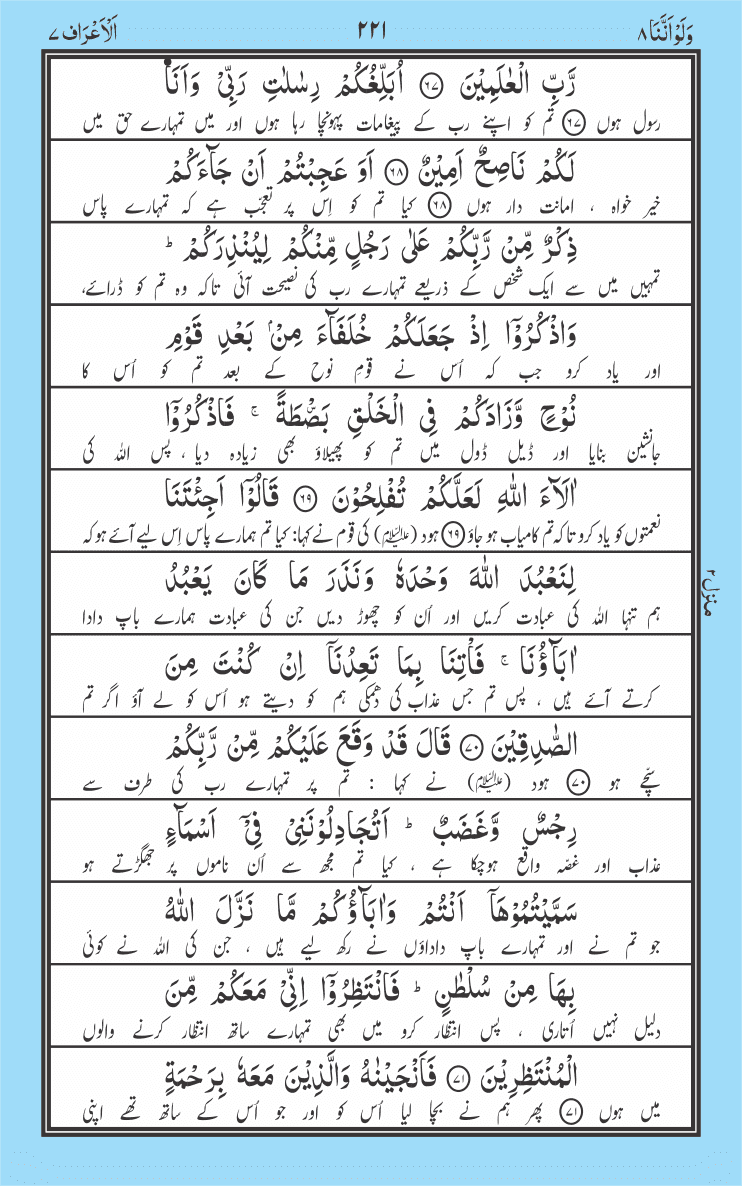 وَلَوْاَنَّنَا ٨ ٢٢١ اَلْاَعْرَاف ٧
رَّبِّ الْعٰلَمِيْنَ ۞٦٧ اُبَلِّغُكُمْ رِسٰلٰتِ رَبِّيْ وَاَنَا
رسول ہوں ۞٦٧ تم کو اپنے رب کے پیغامات پہونچا رہا ہوں اور میں تمہارے حق میں
لَكُمْ نَاصِحٌ اَمِيْنٌ ۞٦٨ اَوَ عَجِبْتُمْ اَنْ جَآءَكُمْ
خیر خواہ ، امانت دار ہوں ۞٦٨ کیا تم کو اِس پر تعجب ہے کہ تمہارے پاس
ذِكْرٌ مِّنْ رَّبِّكُمْ عَلٰى رَجُلٍ مِّنْكُمْ لِيُنْذِرَكُمْ ؕ
تمہیں میں سے ایک شخص کے ذریعے تمہارے رب کی نصیحت آئی تاکہ وہ تم کو ڈرائے،
وَاذْكُرُوْٓا اِذْ جَعَلَكُمْ خُلَفَآءَ مِنْۢ بَعْدِ قَوْمِ
اور یاد کرو جب کہ اُس نے قومِ نوح کے بعد تم کو اُس کا
نُوْحٍ وَّزَادَكُمْ فِي الْخَلْقِ بَصْۜطَةً ۚ فَاذْكُرُوْٓا
جانشین بنایا اور ڈیل ڈول میں تم کو پھیلاؤ بھی زیادہ دیا ، پس اللہ کی
اٰلَآءَ اللّٰهِ لَعَلَّكُمْ تُفْلِحُوْنَ ۞٦٩ قَالُوْٓا اَجِئْتَنَا
نعمتوں کو یاد کرو تاکہ تم کامیاب ہو جاؤ ۞٦٩ ہود (علیہ السلام) کی قوم نے کہا: کیا تم ہمارے پاس اِس لیے آئے ہو کہ
لِنَعْبُدَ اللّٰهَ وَحْدَهٗ وَنَذَرَ مَا كَانَ يَعْبُدُ
ہم تنہا اللہ کی عبادت کریں اور اُن کو چھوڑ دیں جن کی عبادت ہمارے باپ دادا
اٰبَآؤُنَا ۚ فَاْتِنَا بِمَا تَعِدُنَآ اِنْ كُنْتَ مِنَ
کرتے آئے ہیں ، پس تم جس عذاب کی دھمکی ہم کو دیتے ہو اُس کو لے آؤ اگر تم
الصّٰدِقِيْنَ ۞٧٠ قَالَ قَدْ وَقَعَ عَلَيْكُمْ مِّنْ رَّبِّكُمْ
سچّے ہو ۞٧٠ ہود (علیہ السلام) نے کہا : تم پر تمہارے رب کی طرف سے
رِجْسٌ وَّغَضَبٌ ؕ اَتُجَادِلُوْنَنِيْ فِيْٓ اَسْمَآءٍ
عذاب اور غصّہ واقع ہوچکا ہے ، کیا تم مجھ سے اُن ناموں پر جھگڑتے ہو
سَمَّيْتُمُوْهَآ اَنْتُمْ وَاٰبَآؤُكُمْ مَّا نَزَّلَ اللّٰهُ
جو تم نے اور تمہارے باپ داداؤں نے رکھ لیے ہیں ، جن کی اللہ نے کوئی
بِهَا مِنْ سُلْطٰنٍ ؕ فَانْتَظِرُوْٓا اِنِّيْ مَعَكُمْ مِّنَ
دلیل نہیں اُتاری ، پس انتظار کرو میں بھی تمہارے ساتھ انتظار کرنے والوں
الْمُنْتَظِرِيْنَ ۞٧١ فَاَنْجَيْنٰهُ وَالَّذِيْنَ مَعَهٗ بِرَحْمَةٍ
میں ہوں ۞٧١ پھر ہم نے بچا لیا اُس کو اور جو اُس کے ساتھ تھے اپنی
منزل ٢